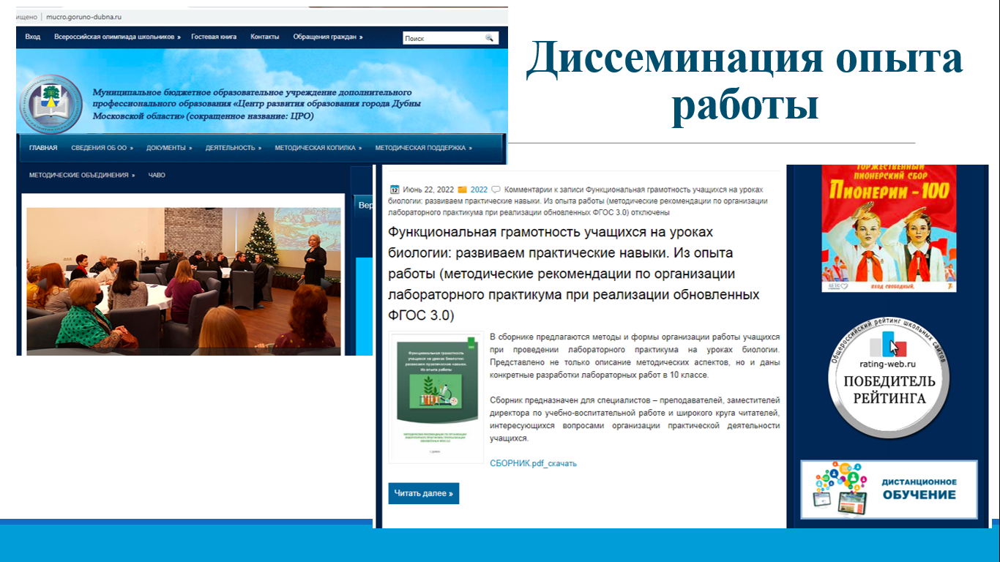 Диссеминация опыта
работы
mucro.goruno-dubna.ru
Вход Всероссийская олимпиада школьников » Гостевая книга Контакты Обращения граждан »
Поиск
Муниципальное бюджетное образовательное учреждение дополнительного
профессионального образования «Центр развития образования города Дубны
Московской области» (сокращенное название: ЦРО)
ГЛАВНАЯ СВЕДЕНИЯ ОБ ОО » ДОКУМЕНТЫ » ДЕЯТЕЛЬНОСТЬ » МЕТОДИЧЕСКАЯ КОПИЛКА » МЕТОДИЧЕСКАЯ ПОДДЕРЖКА »
МЕТОДИЧЕСКИЕ ОБЪЕДИНЕНИЯ » ЧАВО
Вер
12 Июнь 22, 2022 2022 Комментарии к записи Функциональная грамотность учащихся на уроках
биологии: развиваем практические навыки. Из опыта работы (методические рекомендации по организации
лабораторного практикума при реализации обновленных ФГОС 3.0) отключены
Функциональная грамотность учащихся на уроках
биологии: развиваем практические навыки. Из опыта
работы (методические рекомендации по организации
лабораторного практикума при реализации обновленных
ФГОС 3.0)
Функциональная грамотность
учащихся на уроках биологии:
развиваем практические навыки.
Из опыта работы
В сборнике предлагаются методы и формы организации работы учащихся
при проведении лабораторного практикума на уроках биологии.
Представлено не только описание методических аспектов, но и даны
конкретные разработки лабораторных работ в 10 классе.
Сборник предназначен для специалистов – преподавателей, заместителей
директора по учебно-воспитательной работе и широкого круга читателей,
интересующихся вопросами организации практической деятельности
учащихся.
СБОРНИК.pdf_скачать
Читать далее »
ТОРЖЕСТВЕННЫЙ
ПИОНЕРСКИЙ СБОР
Пионерии - 100
ВХОД СВОБОДНЫЙ.
Общероссийский рейтинг школьных сайтов
rating-web.ru
ПОБЕДИТЕЛЬ
РЕЙТИНГА
ДИСТАНЦИОННОЕ
ОБУЧЕНИЕ